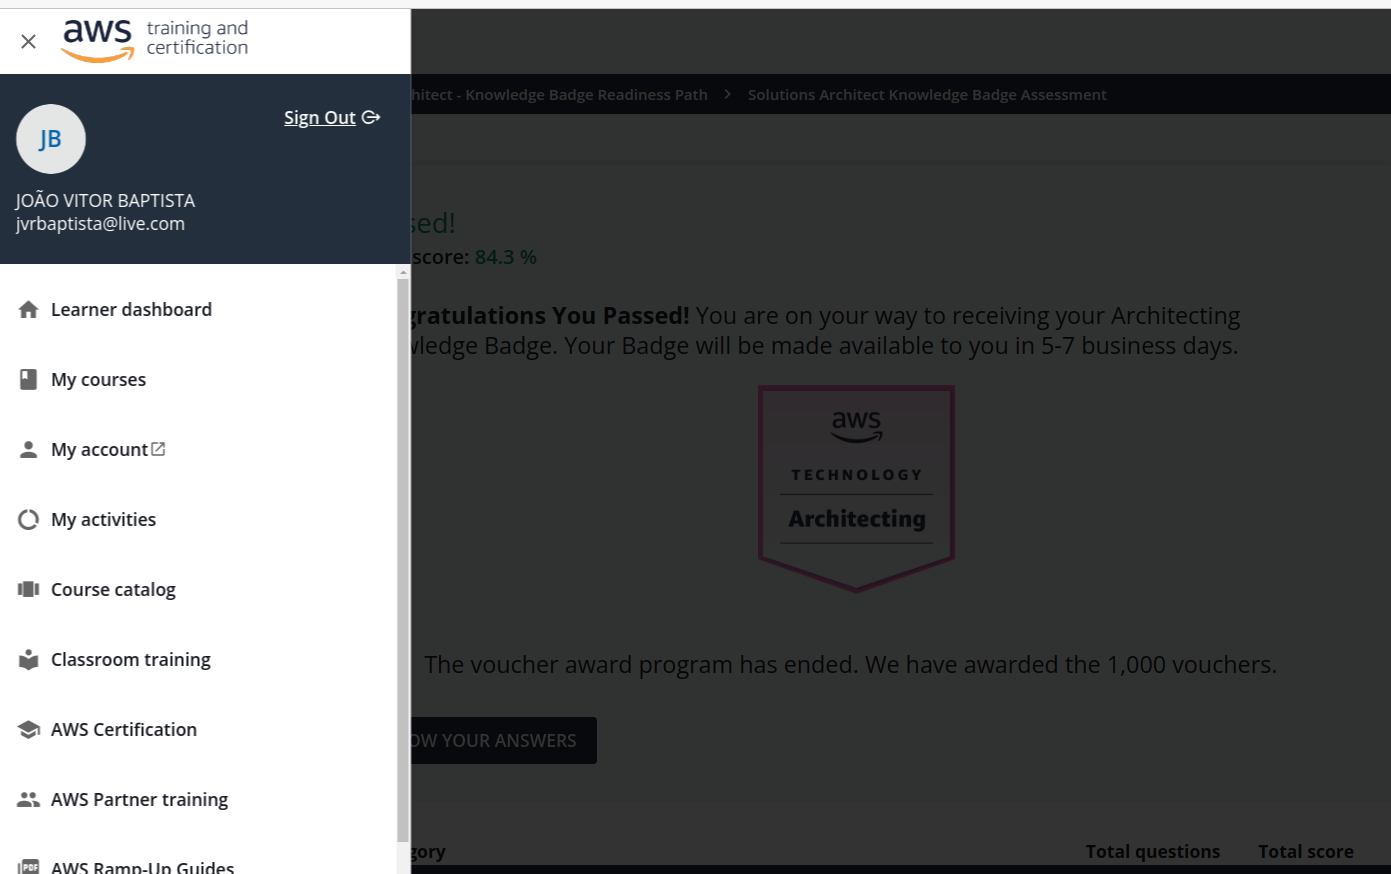 aws training and
certification
Sign Out
JB
JOÃO VITOR BAPTISTA
jvrbaptista@live.com
Learner dashboard
My courses
My account
My activities
Course catalog
Classroom training
AWS Certification
AWS Partner training
AWS Ramp-Up Guides
hitect - Knowledge Badge Readiness Path > Solutions Architect Knowledge Badge Assessment
sed!
score: 84.3 %
gratulations You Passed! You are on your way to receiving your Architecting
wledge Badge. Your Badge will be made available to you in 5-7 business days.
aws
TECHNOLOGY
Architecting
The voucher award program has ended. We have awarded the 1,000 vouchers.
OW YOUR ANSWERS
gory Total questions Total score